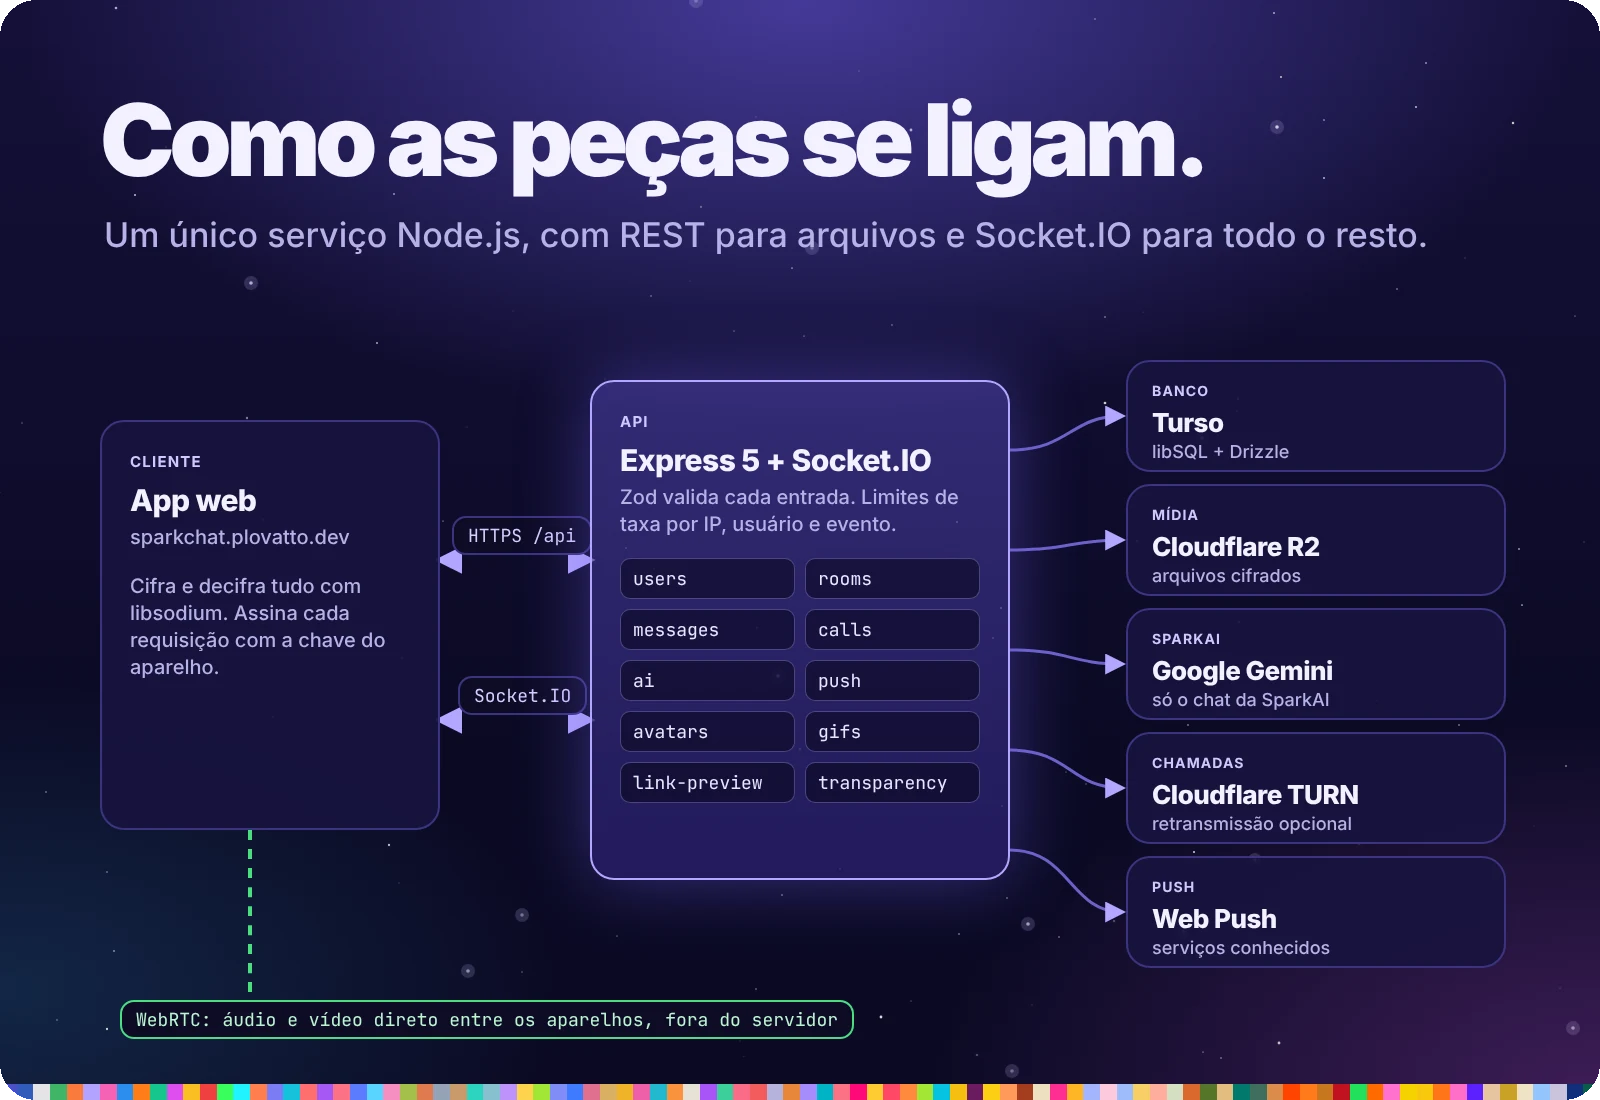 Como as peças se ligam.
Um único serviço Node.js, com REST para arquivos e Socket.IO para todo o resto.
CLIENTE
App web
sparkchat.plovatto.dev
Cifra e decifra tudo com
libsodium. Assina cada
requisição com a chave do
aparelho.
HTTPS /api
Socket.IO
API
Express 5 + Socket.IO
Zod valida cada entrada. Limites de
taxa por IP, usuário e evento.
users
rooms
messages
calls
ai
push
avatars
gifs
link-preview
transparency
BANCO
Turso
libSQL + Drizzle
MÍDIA
Cloudflare R2
arquivos cifrados
SPARKAI
Google Gemini
só o chat da SparkAI
CHAMADAS
Cloudflare TURN
retransmissão opcional
PUSH
Web Push
serviços conhecidos
WebRTC: áudio e vídeo direto entre os aparelhos, fora do servidor